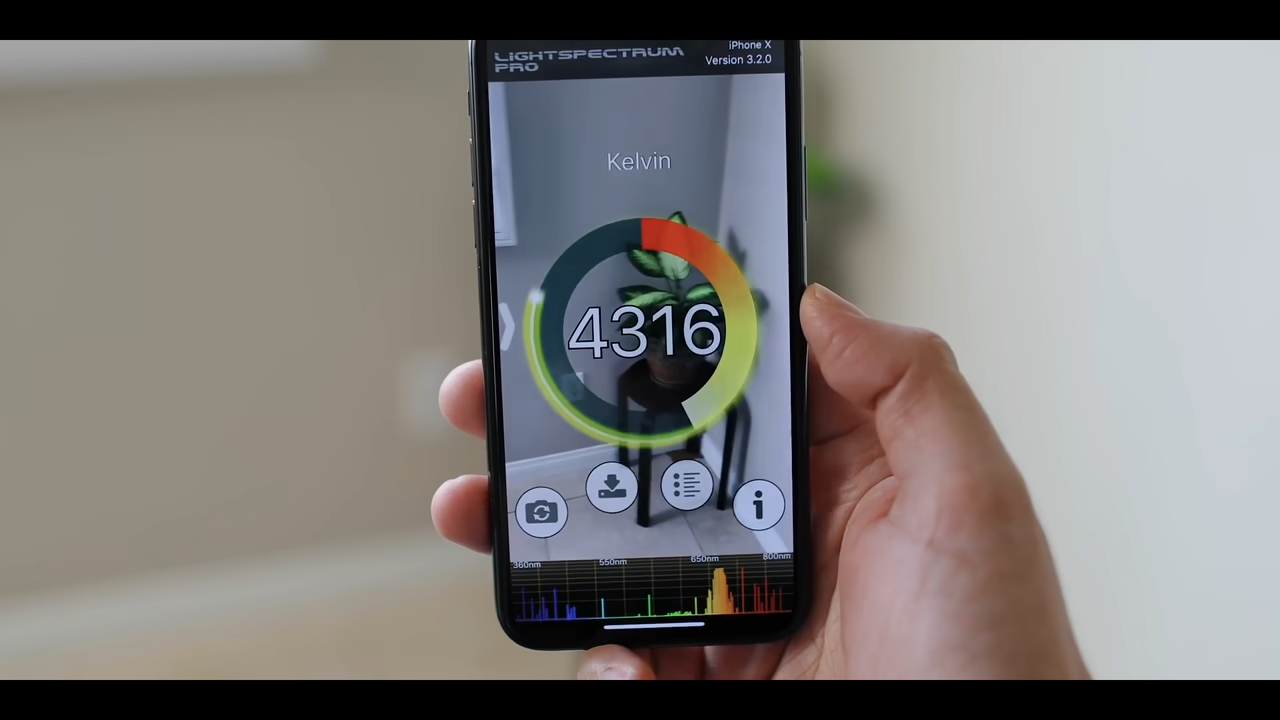 LIGHTSPECTRUM
PRO
iPhone X
Version 3.2.0
Kelvin
4316
360nm
550nm
650nm
800nm